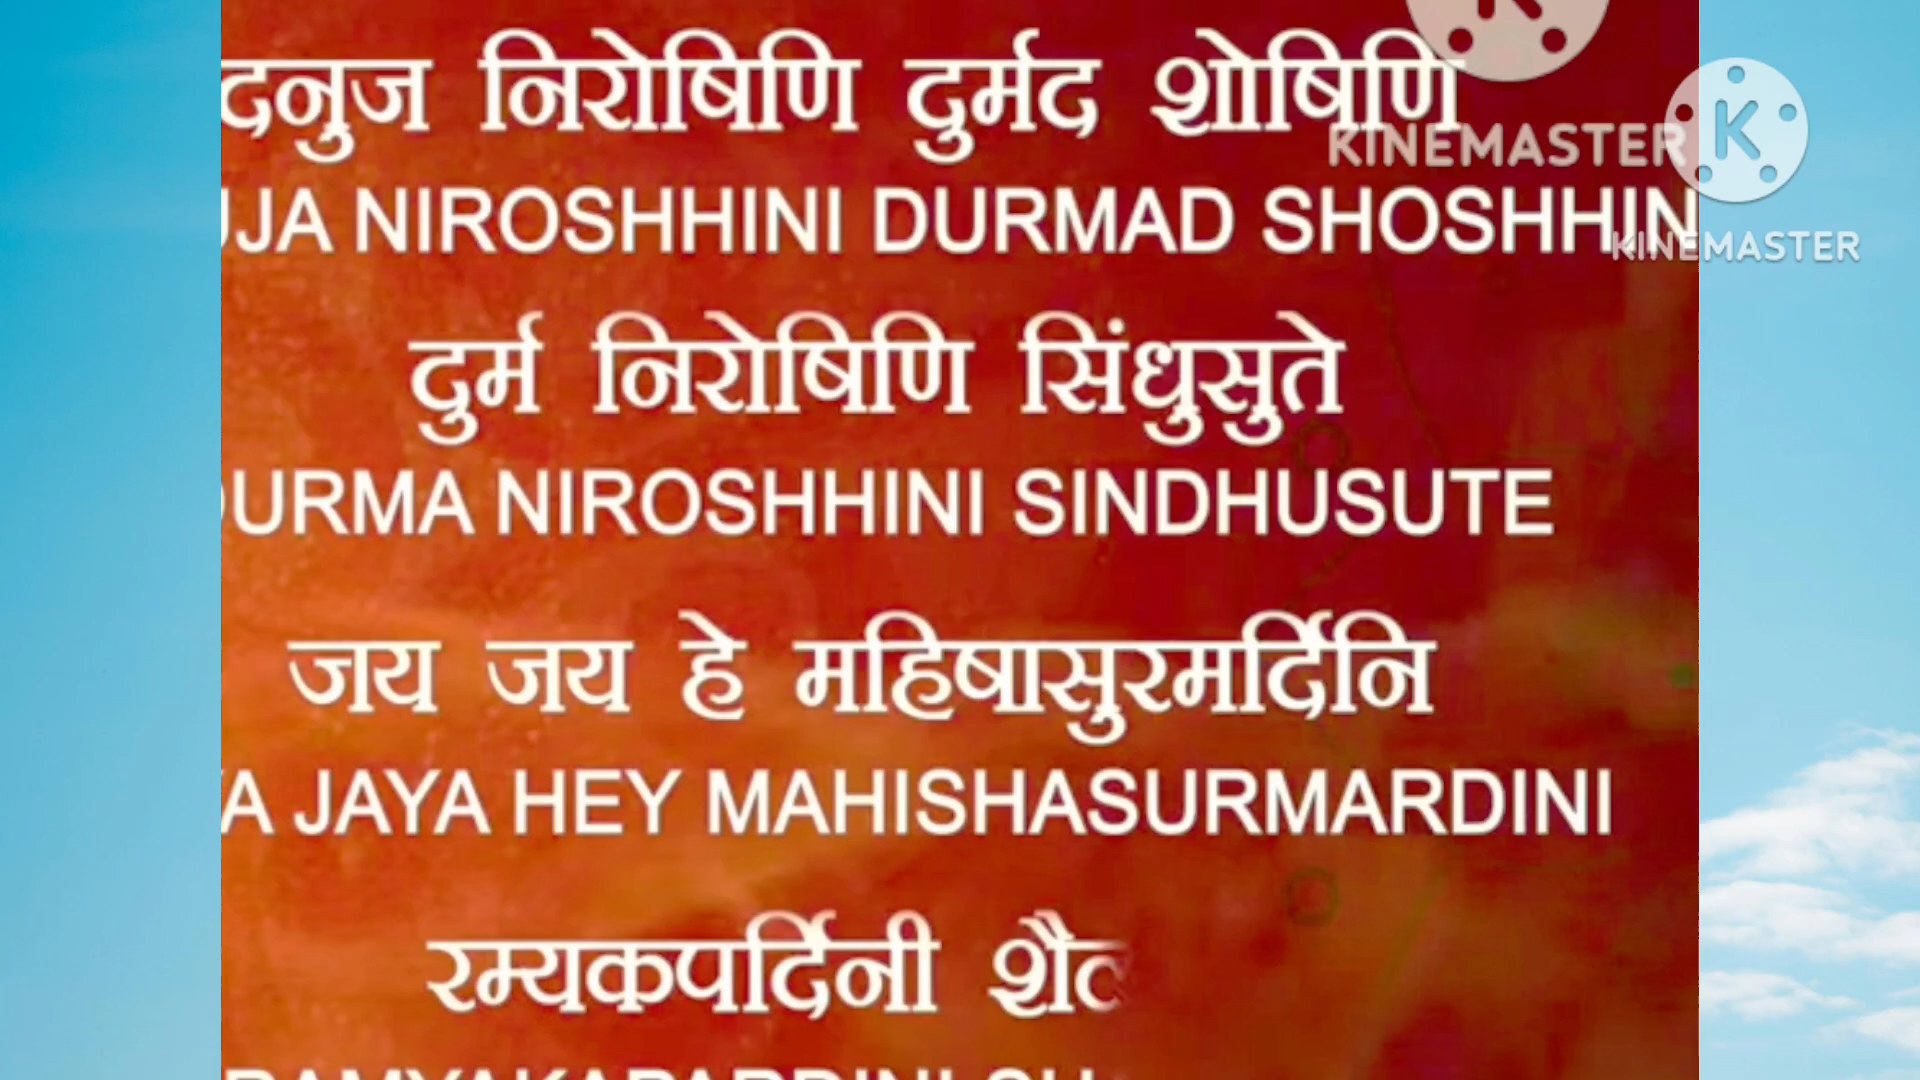 दनुज निरोषिणि दुर्मद शोषिणि
KINEMASTER
JA NIROSHHINI DURMAD SHOSHHIN
KINEMASTER
दुर्म निरोषिणि सिंधुसुते
URMA NIROSHHINI SINDHUSUTE
जय जय हे महिषासुरमर्दिनि
A JAYA HEY MAHISHASURMARDINI
रम्यकपर्दिनी